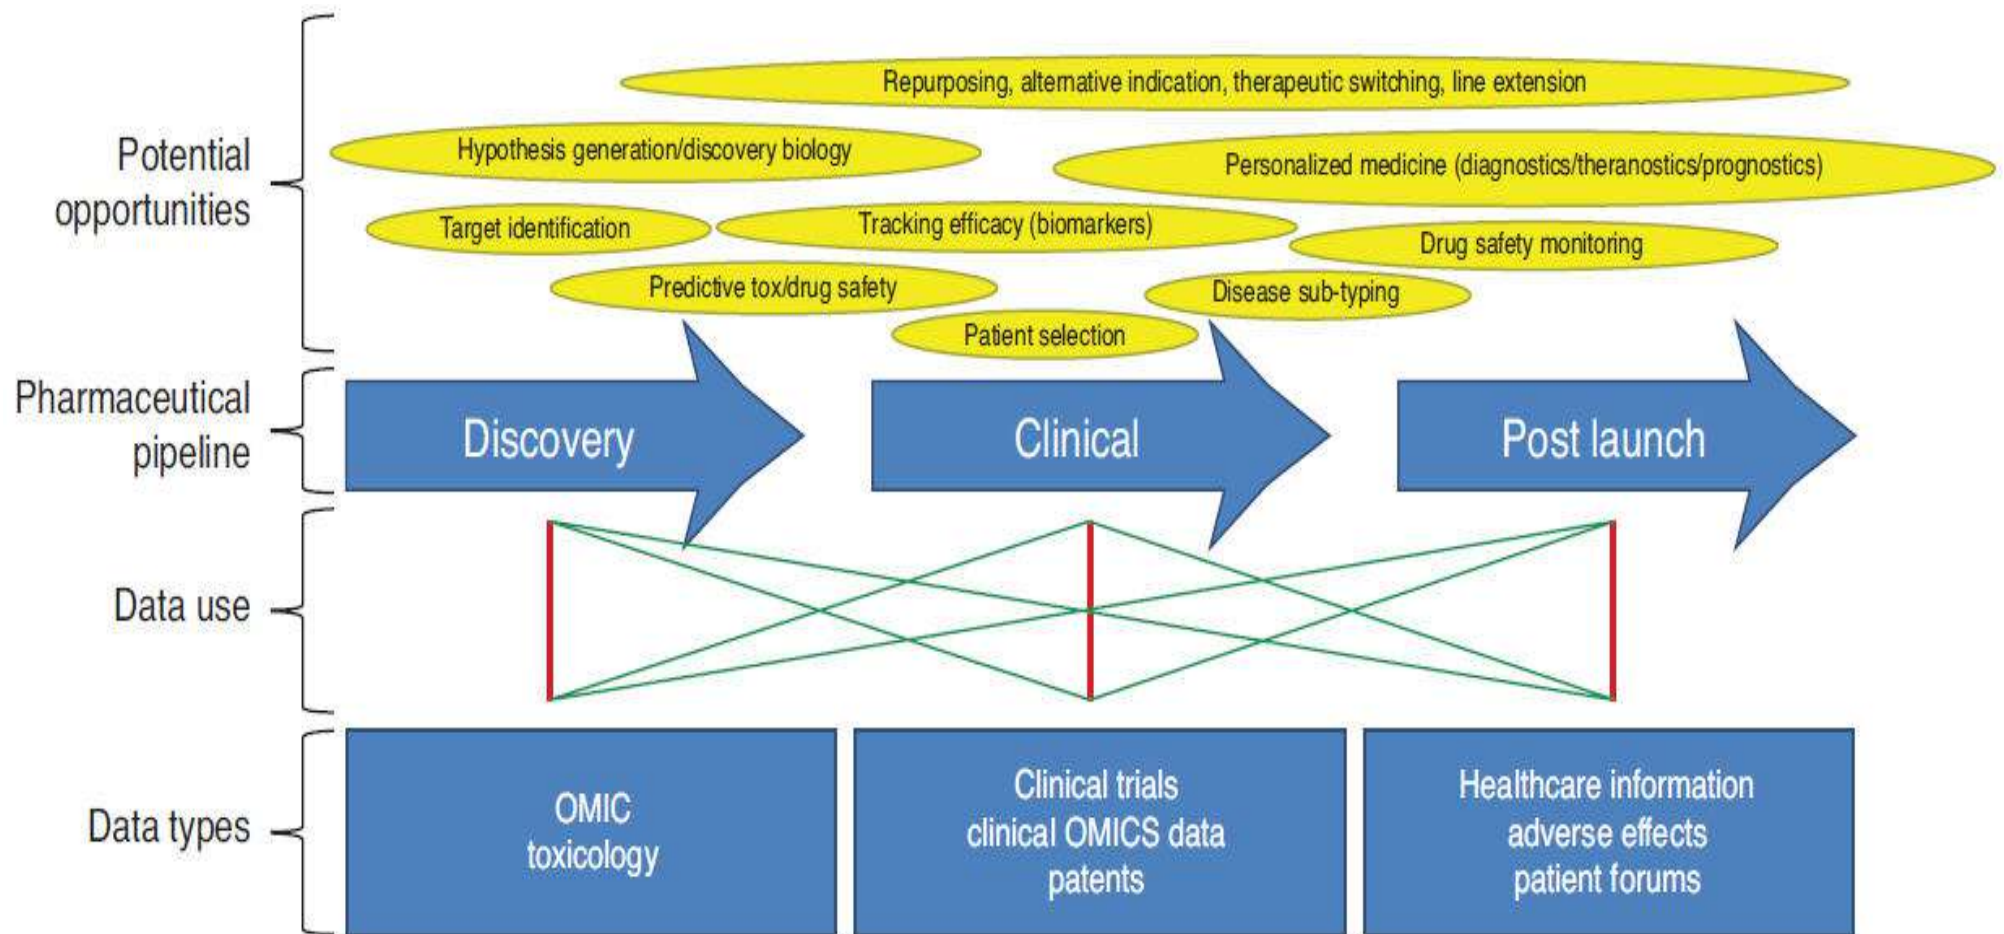 Potential
opportunities
Repurposing, alternative indication, therapeutic switching, line extension
Hypothesis generation/discovery biology
Personalized medicine (diagnostics/theranostics/prognostics)
Target identification
Tracking efficacy (biomarkers)
Drug safety monitoring
Predictive tox/drug safety
Disease sub-typing
Patient selection
Pharmaceutical
pipeline
Discovery
Clinical
Post launch
Data use
Data types
OMIC
toxicology
Clinical trials
clinical OMICS data
patents
Healthcare information
adverse effects
patient forums